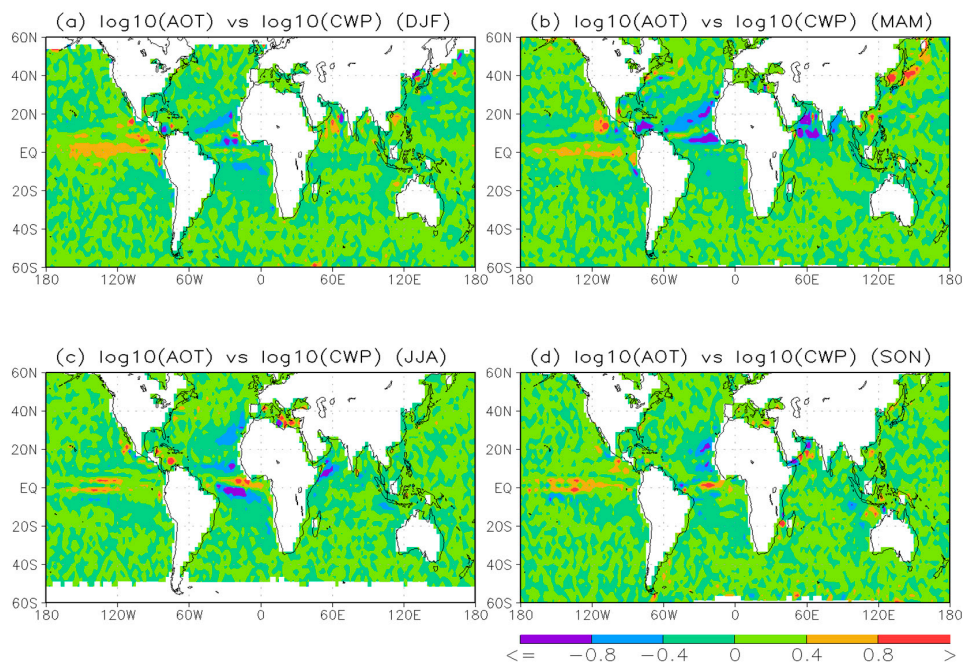 (a) log10(AOT) vs log10(CWP) (DJF)
(b) log10(AOT) vs log10(CWP) (MAM)
60N
40N
20N
EQ
20S
40S
60S
180 120W 60W 0 60E 120E 180
60N
40N
20N
EQ
20S
40S
60S
180 120W 60W 0 60E 120E 180
(c) log10(AOT) vs log10(CWP) (JJA)
(d) log10(AOT) vs log10(CWP) (SON)
60N
40N
20N
EQ
20S
40S
60S
180 120W 60W 0 60E 120E 180
60N
40N
20N
EQ
20S
40S
60S
180 120W 60W 0 60E 120E 180
<= -0.8 -0.4 0 0.4 0.8 >